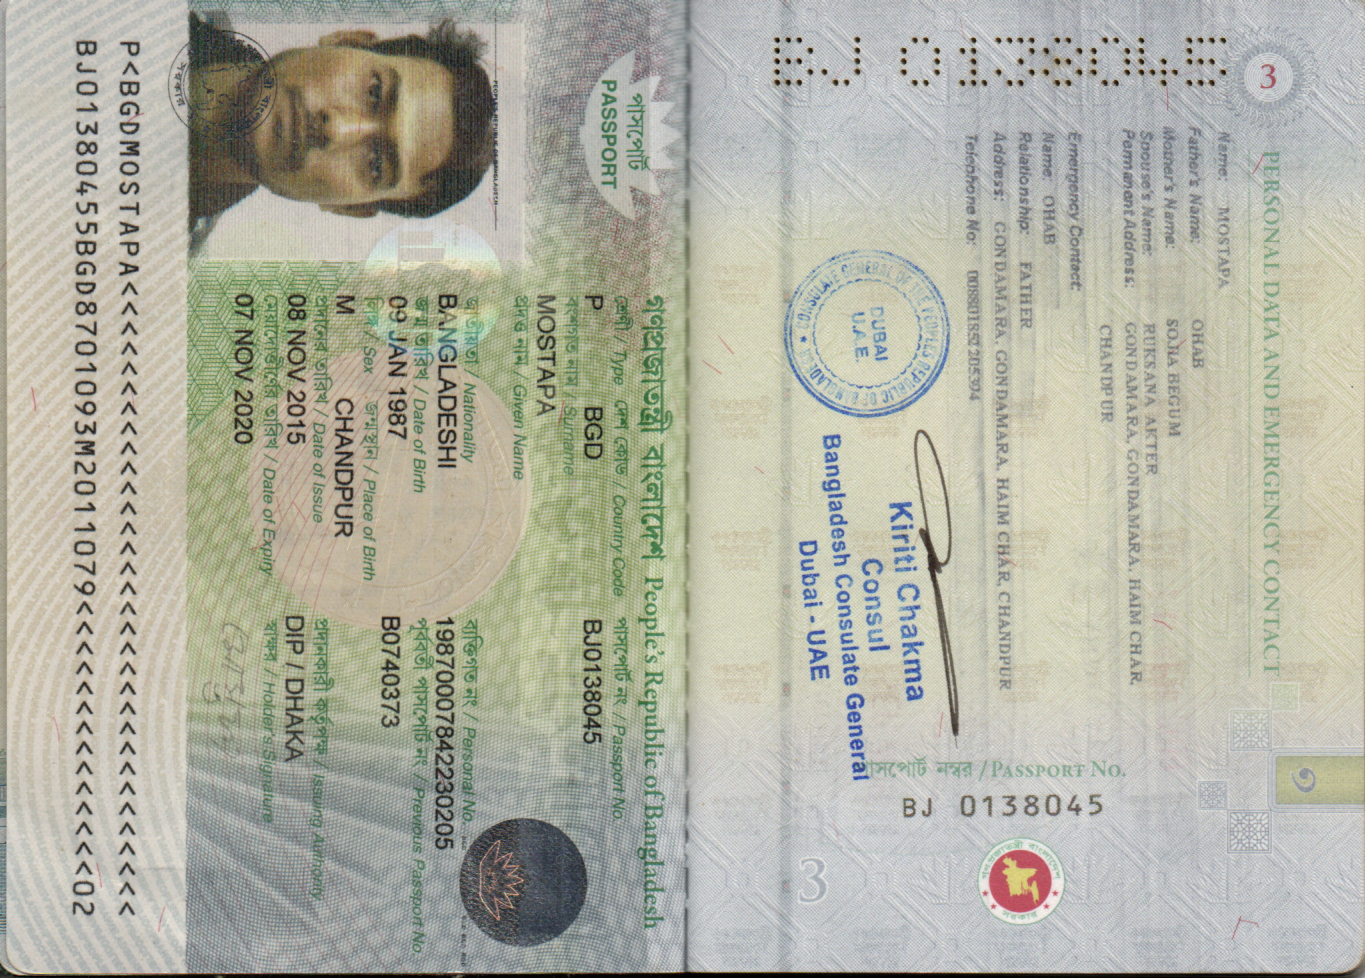 গণপ্রজাতন্ত্রী বাংলাদেশ People's Republic of Bangladesh
পাসপোর্ট
PASSPORT
শ্রেণী / Type দেশ কোড / Country Code পাসপোর্ট নং / Passport No.
P BGD BJ0138045
বংশগত নাম / Surname
MOSTAPA
প্রদত্ত নাম / Given Name
জাতীয়তা / Nationality ব্যক্তিগত নং / Personal No.
BANGLADESHI 19870007842230205
জন্ম তারিখ / Date of Birth পূর্ববর্তী পাসপোর্ট নং / Previous Passport No.
09 JAN 1987 B0740373
লিঙ্গ / Sex জন্মস্থান / Place of Birth
M CHANDPUR
প্রদানের তারিখ / Date of Issue প্রদানকারী কর্তৃপক্ষ / Issuing Authority
08 NOV 2015 DIP / DHAKA
মেয়াদোত্তীর্ণের তারিখ / Date of Expiry স্বাক্ষর / Holder's Signature
07 NOV 2020
P<BGDMOSTAPA<<<<<<<<<<<<<<<<<<<<<<<<<<<<<<<<
BJ01380455BGD8701093M2011079<<<<<<<<<<<<<<02
3
BJ 0138045
PERSONAL DATA AND EMERGENCY CONTACT
Name: MOSTAPA
Father's Name: OHAB
Mother's Name: SONA BEGUM
Spouse's Name: RUKSANA AKTER
Permanent Address: GONDAMARA, GONDAMARA, HAIM CHAR,
CHANDPUR
Emergency Contact:
Name: OHAB
Relationship: FATHER
Address: GONDAMARA, GONDAMARA, HAIM CHAR, CHANDPUR
Telephone No: 008801852205394
CONSULATE GENERAL OF THE PEOPLE'S REPUBLIC OF BANGLADESH
DUBAI
U.A.E.
Kiriti Chakma
Consul
Bangladesh Consulate General
Dubai - UAE
পাসপোর্ট নম্বর / PASSPORT No.
BJ 0138045
3
গণপ্রজাতন্ত্রী বাংলাদেশ
সরকার